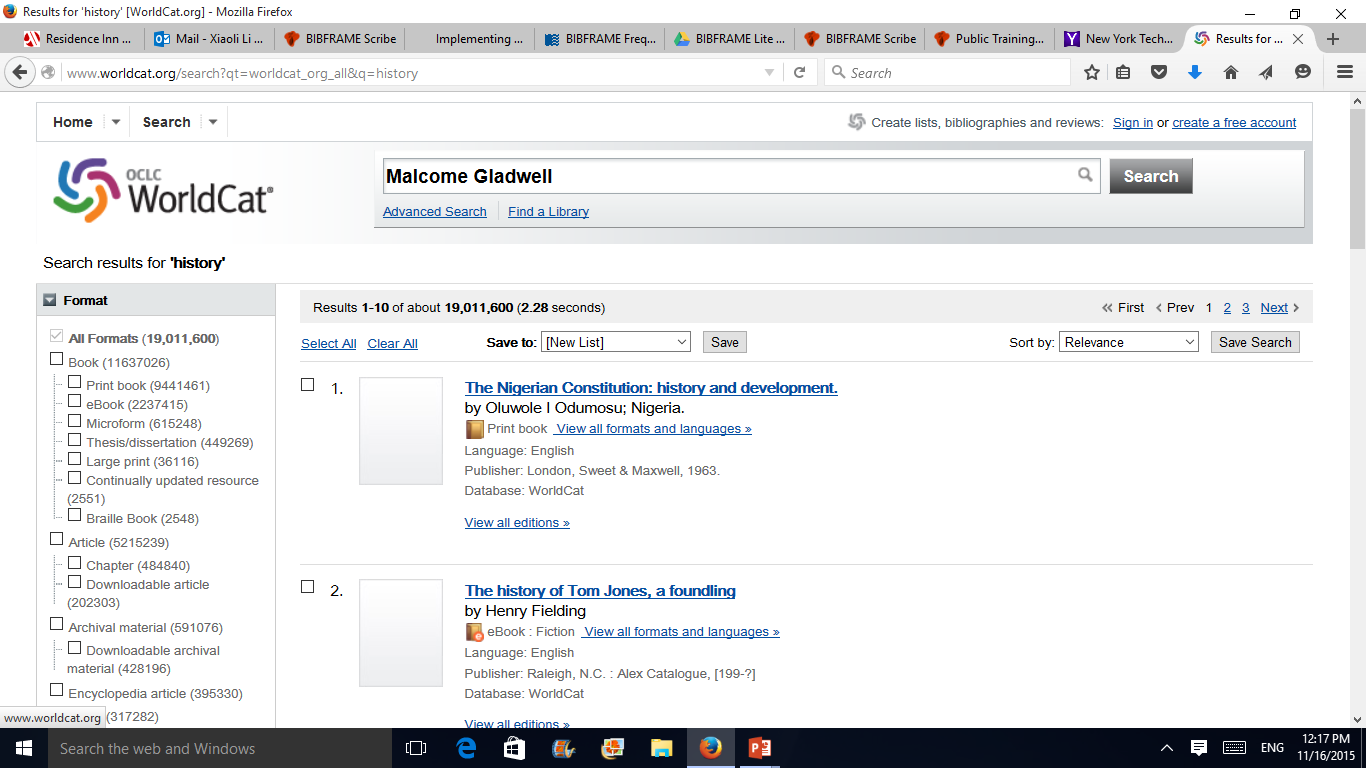 Results for 'history' [WorldCat.org] - Mozilla Firefox
Residence Inn ...
Mail - Xiaoli Li ...
BIBFRAME Scribe
Implementing ...
BIBFRAME Freq...
BIBFRAME Lite ...
BIBFRAME Scribe
Public Training...
New York Tech...
Results for ...
www.worldcat.org/search?qt=worldcat_org_all&q=history
Search
Home
Search
Create lists, bibliographies and reviews: Sign in or create a free account
OCLC
WorldCat®
Malcome Gladwell
Search
Advanced Search
Find a Library
Search results for 'history'
Format
All Formats (19,011,600)
Book (11637026)
Print book (9441461)
eBook (2237415)
Microform (615248)
Thesis/dissertation (449269)
Large print (36116)
Continually updated resource
(2551)
Braille Book (2548)
Article (5215239)
Chapter (484840)
Downloadable article
(202303)
Archival material (591076)
Downloadable archival
material (428196)
Encyclopedia article (395330)
(317282)
www.worldcat.org
Results 1-10 of about 19,011,600 (2.28 seconds)
First Prev 1 2 3 Next
Select All Clear All Save to: [New List] Save Sort by: Relevance Save Search
1.
The Nigerian Constitution: history and development.
by Oluwole I Odumosu; Nigeria.
Print book View all formats and languages »
Language: English
Publisher: London, Sweet & Maxwell, 1963.
Database: WorldCat
View all editions »
2.
The history of Tom Jones, a foundling
by Henry Fielding
eBook : Fiction View all formats and languages »
Language: English
Publisher: Raleigh, N.C. : Alex Catalogue, [199-?]
Database: WorldCat
View all editions »
Search the web and Windows
ENG
12:17 PM
11/16/2015